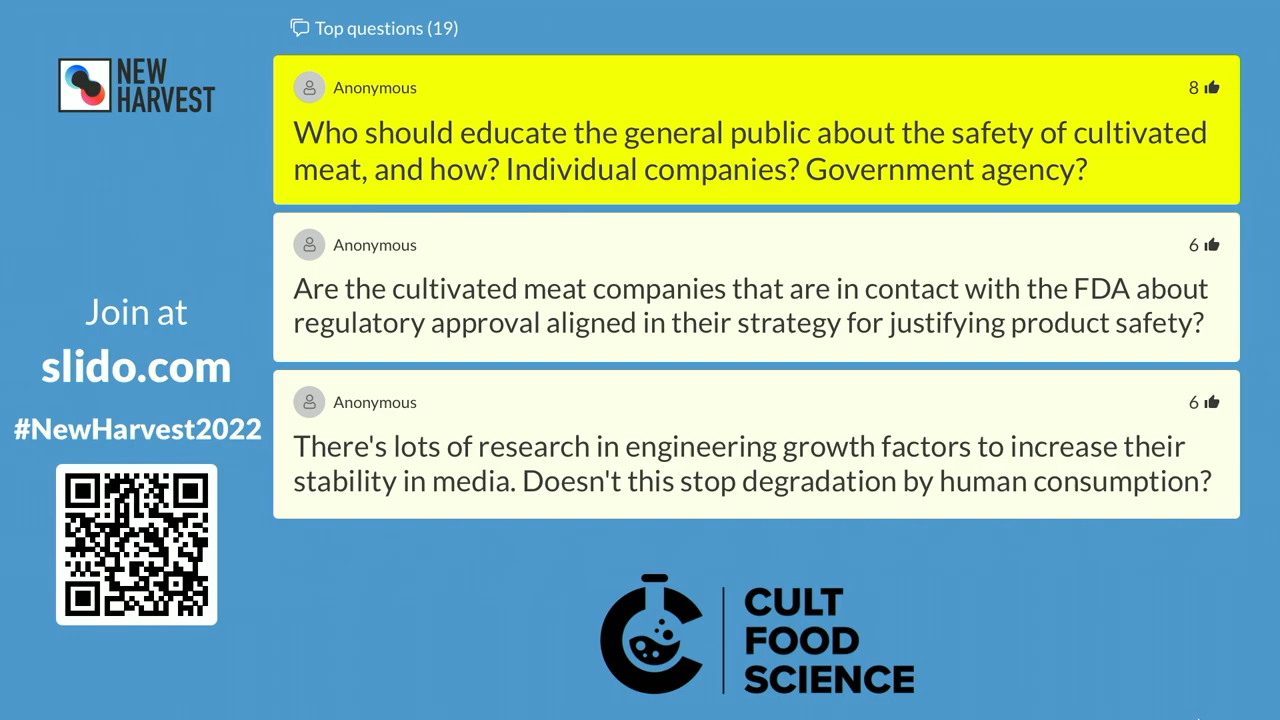 Top questions (19)
NEW
HARVEST
Anonymous
8
Who should educate the general public about the safety of cultivated
meat, and how? Individual companies? Government agency?
Anonymous
6
Are the cultivated meat companies that are in contact with the FDA about
regulatory approval aligned in their strategy for justifying product safety?
Anonymous
6
There's lots of research in engineering growth factors to increase their
stability in media. Doesn't this stop degradation by human consumption?
Join at
slido.com
#NewHarvest2022
CULT
FOOD
SCIENCE